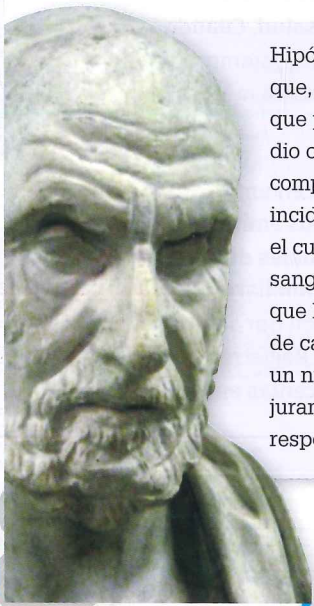 Hipó
que,
que
dio
comp
incid
el cu
sang
que
de ca
un n
juran
respo